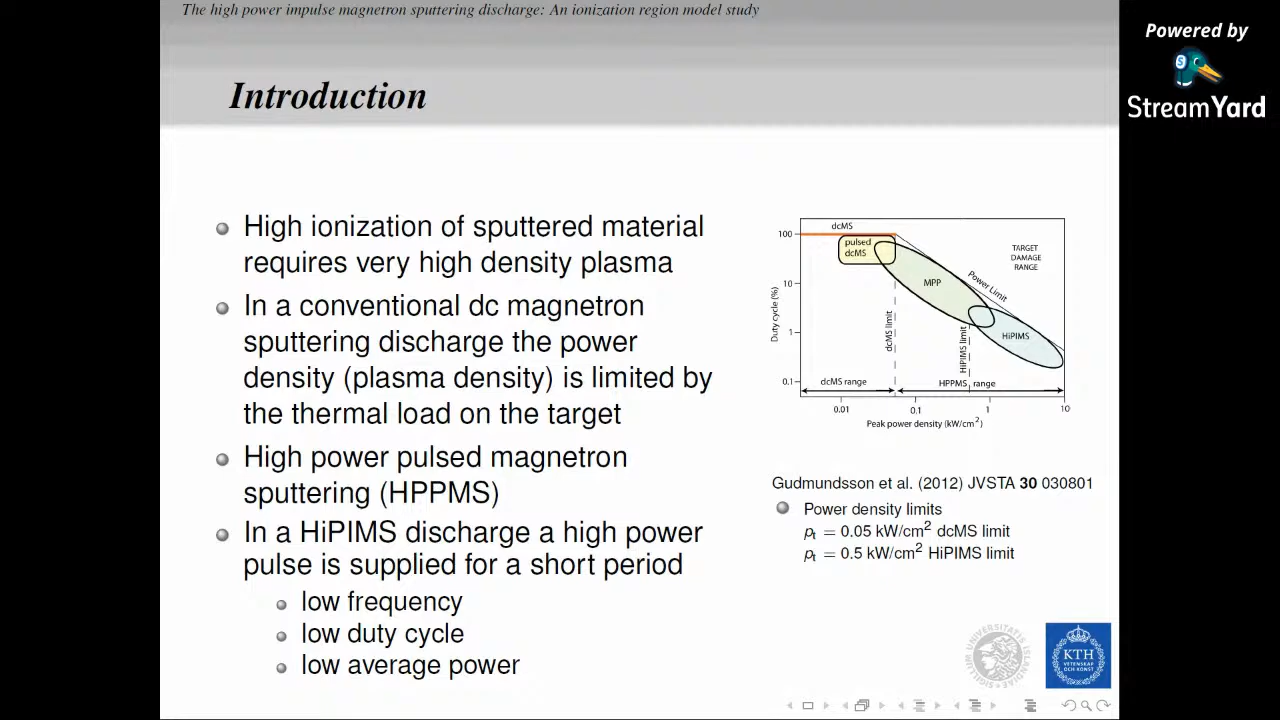 The high power impulse magnetron sputtering discharge: An ionization region model study
Powered by
StreamYard
Introduction
High ionization of sputtered material
requires very high density plasma
In a conventional dc magnetron
sputtering discharge the power
density (plasma density) is limited by
the thermal load on the target
High power pulsed magnetron
sputtering (HPPMS)
In a HiPIMS discharge a high power
pulse is supplied for a short period
low frequency
low duty cycle
low average power
dcMS
100
pulsed
dcMS
TARGET
DAMAGE
RANGE
Power Limit
MPP
10
Duty cycle (%)
dcMS limit
HiPIMS limit
HiPIMS
1
0.1
dcMS range
HPPMS range
0.01
0.1
1
10
Peak power density (kW/cm²)
Gudmundsson et al. (2012) JVSTA 30 030801
Power density limits
pt = 0.05 kW/cm² dcMS limit
pt = 0.5 kW/cm² HiPIMS limit
KTH
VETENSKAP
OCH KONST